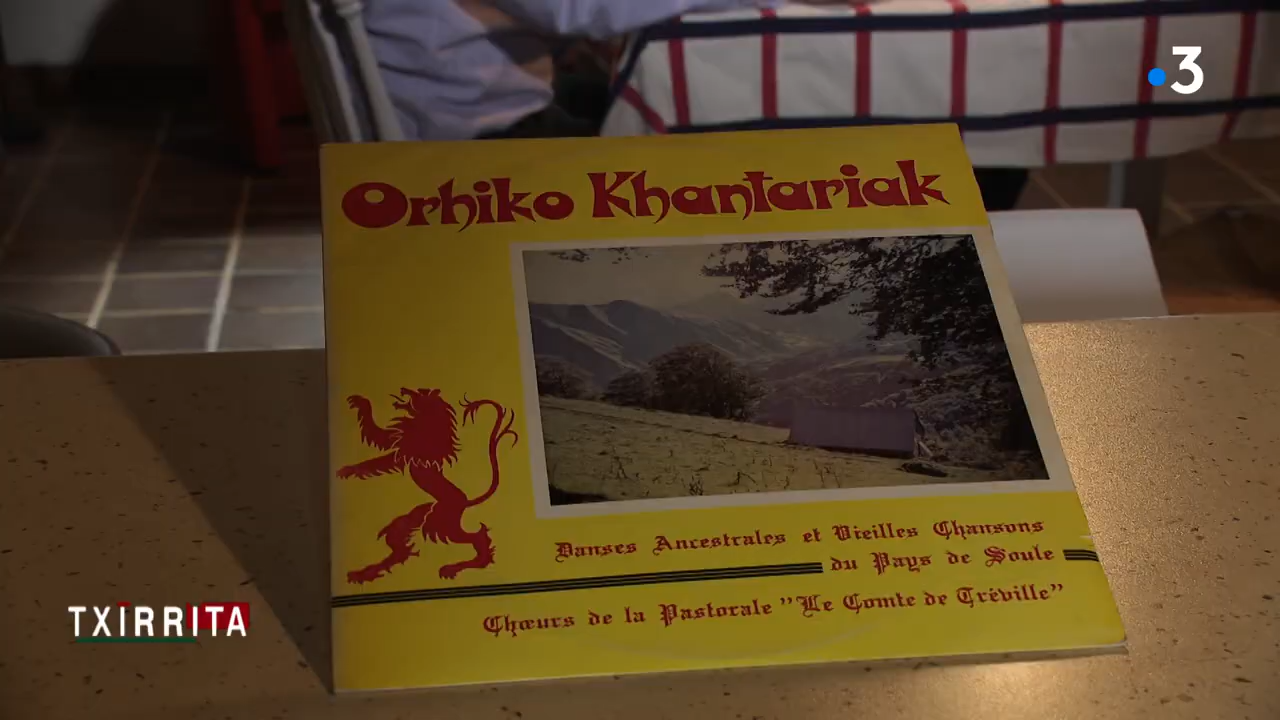 3
Orhiko Khantariak
Danses Ancestrales et Vieilles Chansons
du Pays de Soule
Chœurs de la Pastorale "Le Comte de Tréville"
TXIRRITA